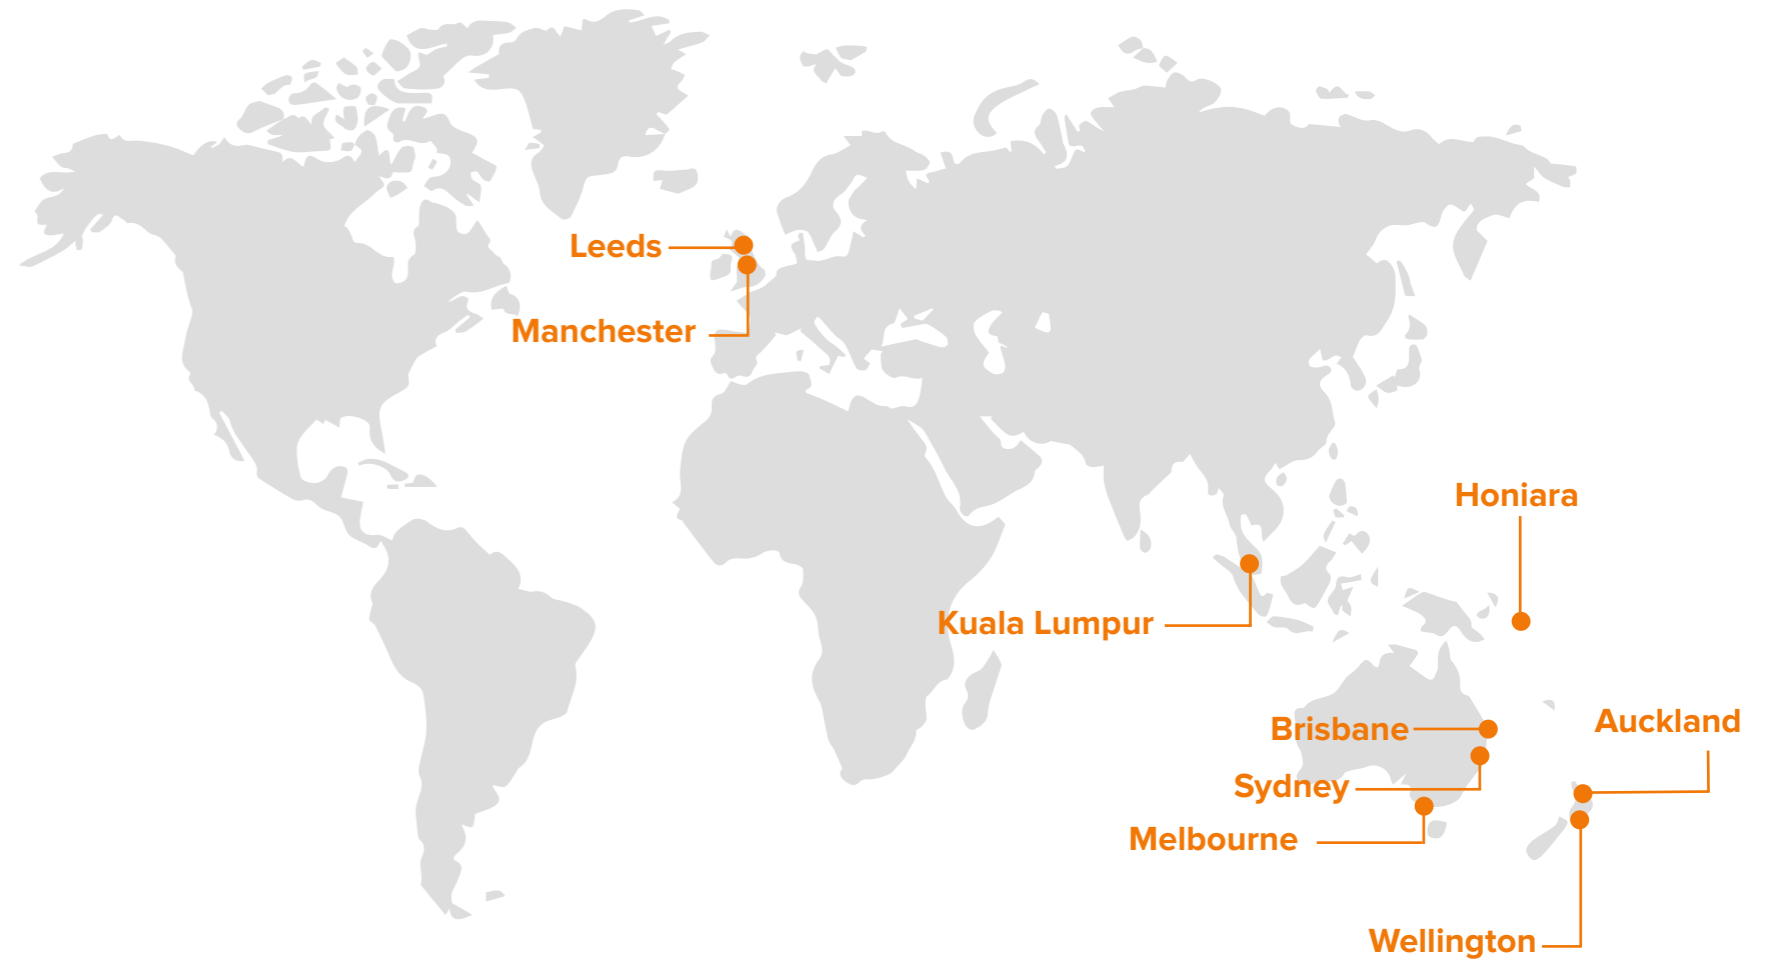 Leeds
Manchester
Honiara
Kuala Lumpur
Auckland
Brisbane
Sydney
Melbourne
Wellington